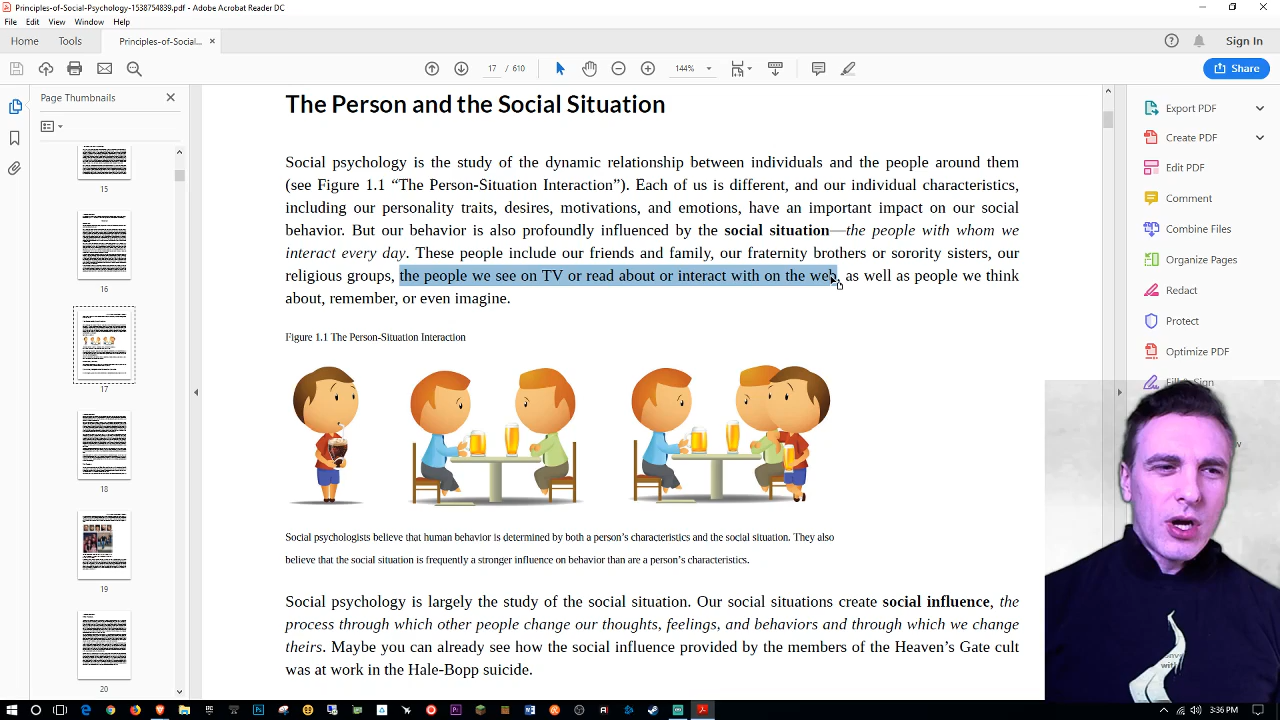 Principles-of-Social-Psychology-1538754839.pdf - Adobe Acrobat Reader DC
File Edit View Window Help
Home Tools Principles-of-Social...
Sign In
17 / 610
144%
Share
Page Thumbnails
15
16
17
18
19
20
The Person and the Social Situation
Social psychology is the study of the dynamic relationship between individuals and the people around them
(see Figure 1.1 “The Person-Situation Interaction”). Each of us is different, and our individual characteristics,
including our personality traits, desires, motivations, and emotions, have an important impact on our social
behavior. But our behavior is also profoundly influenced by the social situation—the people with whom we
interact every day. These people include our friends and family, our fraternity brothers or sorority sisters, our
religious groups, the people we see on TV or read about or interact with on the web, as well as people we think
about, remember, or even imagine.
Figure 1.1 The Person-Situation Interaction
Social psychologists believe that human behavior is determined by both a person’s characteristics and the social situation. They also
believe that the social situation is frequently a stronger influence on behavior than are a person’s characteristics.
Social psychology is largely the study of the social situation. Our social situations create social influence, the
process through which other people change our thoughts, feelings, and behaviors and through which we change
theirs. Maybe you can already see how the social influence provided by the members of the Heaven’s Gate cult
was at work in the Hale-Bopp suicide.
Export PDF
Create PDF
Edit PDF
Comment
Combine Files
Organize Pages
Redact
Protect
Optimize PDF
Fill & Sign
3:36 PM